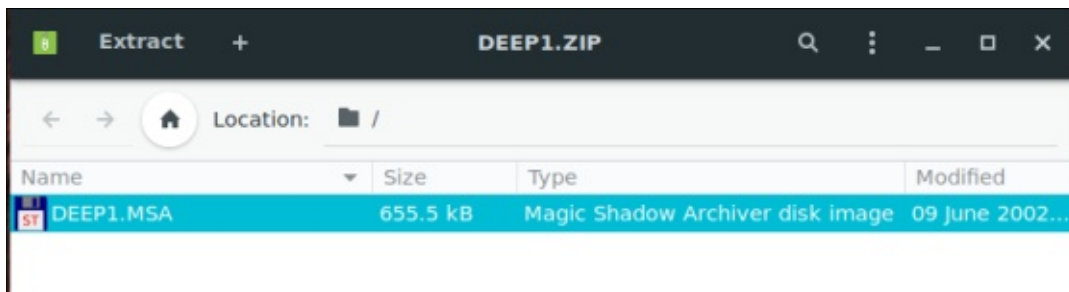 Extract + DEEP1.ZIP
Location: /
Name Size Type Modified
ST DEEP1.MSA 655.5 kB Magic Shadow Archiver disk image 09 June 2002...